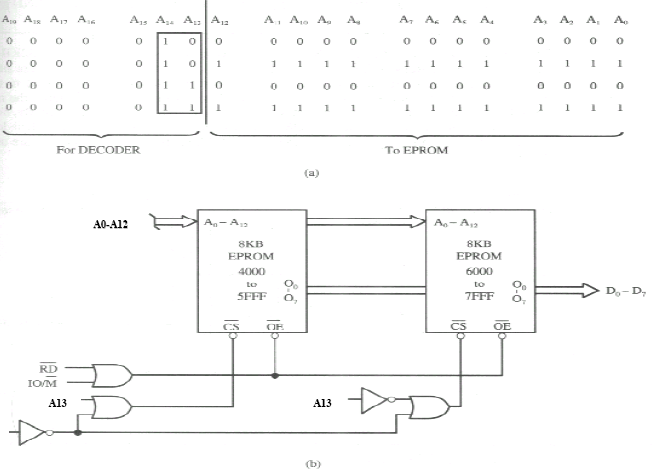 A19 A18 A17 A16 A15 A14 A13 A12 A11 A10 A9 A8 A7 A6 A5 A4 A3 A2 A1 A0
0 0 0 0 0 1 0 0 0 0 0 0 0 0 0 0 0 0 0 0
0 0 0 0 0 1 0 1 1 1 1 1 1 1 1 1 1 1 1 1
0 0 0 0 0 1 1 0 0 0 0 0 0 0 0 0 0 0 0 0
0 0 0 0 0 1 1 1 1 1 1 1 1 1 1 1 1 1 1 1
For DECODER To EPROM
(a)
A0-A12
A0 – A12 A0 – A12
8KB 8KB
EPROM EPROM
4000 6000
to O0 to O0
5FFF O7 7FFF O7
D0 – D7
CS OE CS OE
RD
IO/M
A13 A13
(b)